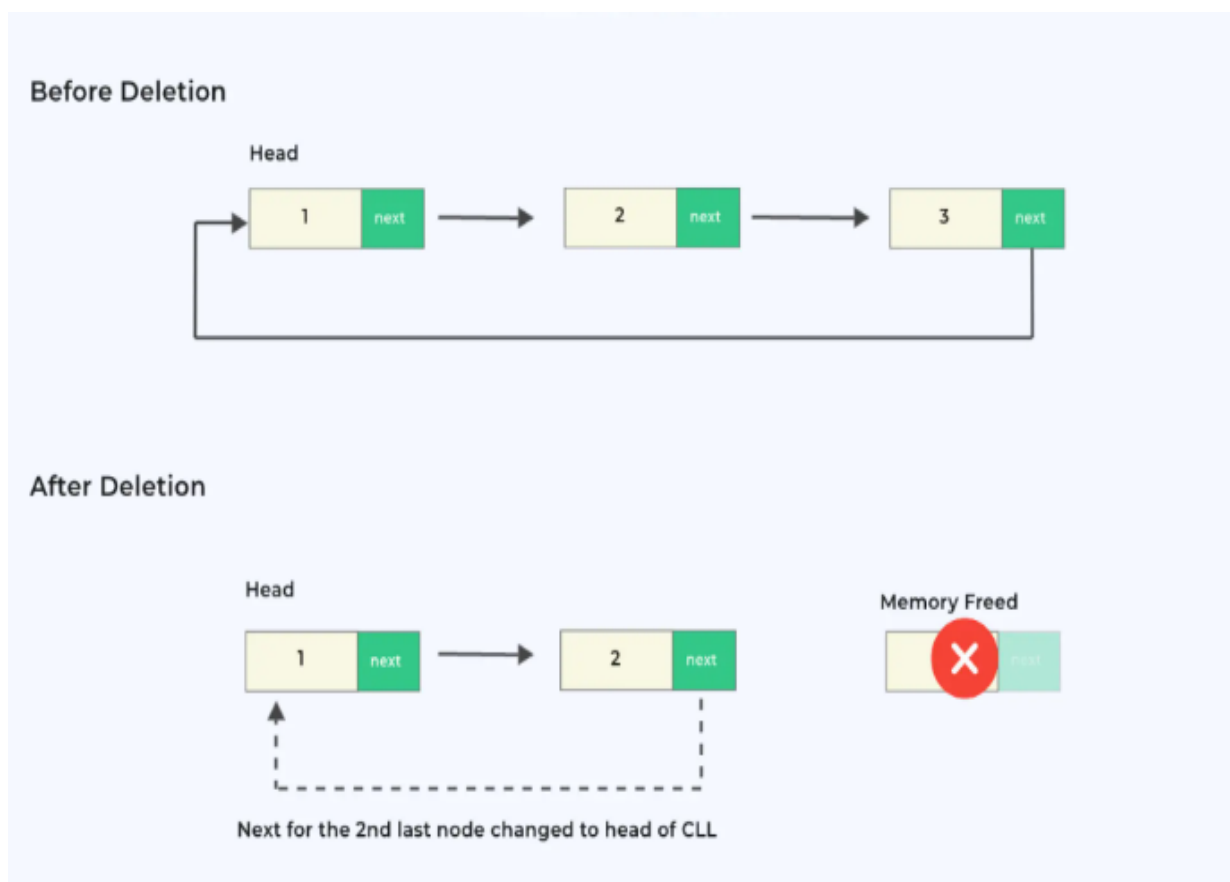 Before Deletion
Head
1 next 2 next 3 next
After Deletion
Head
Memory Freed
1 next 2 next next
Next for the 2nd last node changed to head of CLL